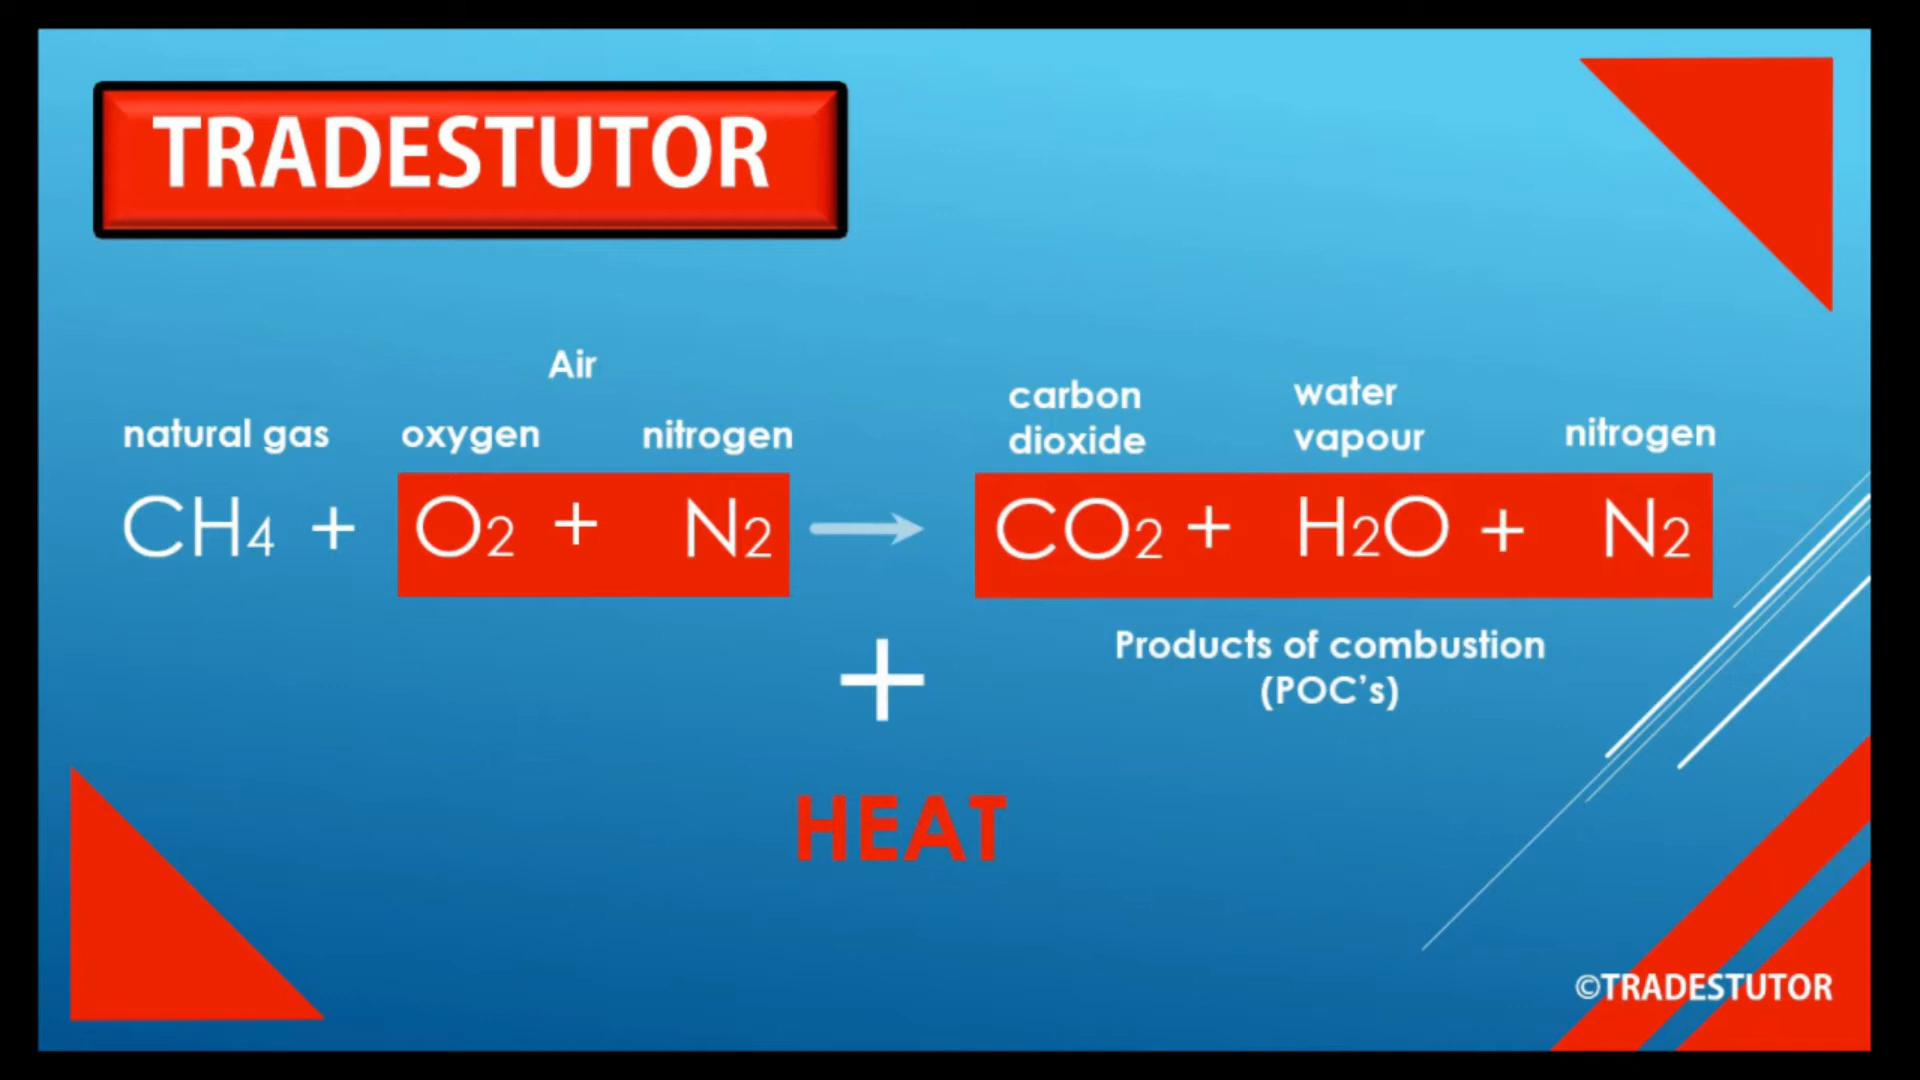 TRADESTUTOR
Air
natural gas oxygen nitrogen carbon dioxide water vapour nitrogen
CH4 + O2 + N2 → CO2 + H2O + N2
Products of combustion
(POC's)
+
HEAT
©TRADESTUTOR